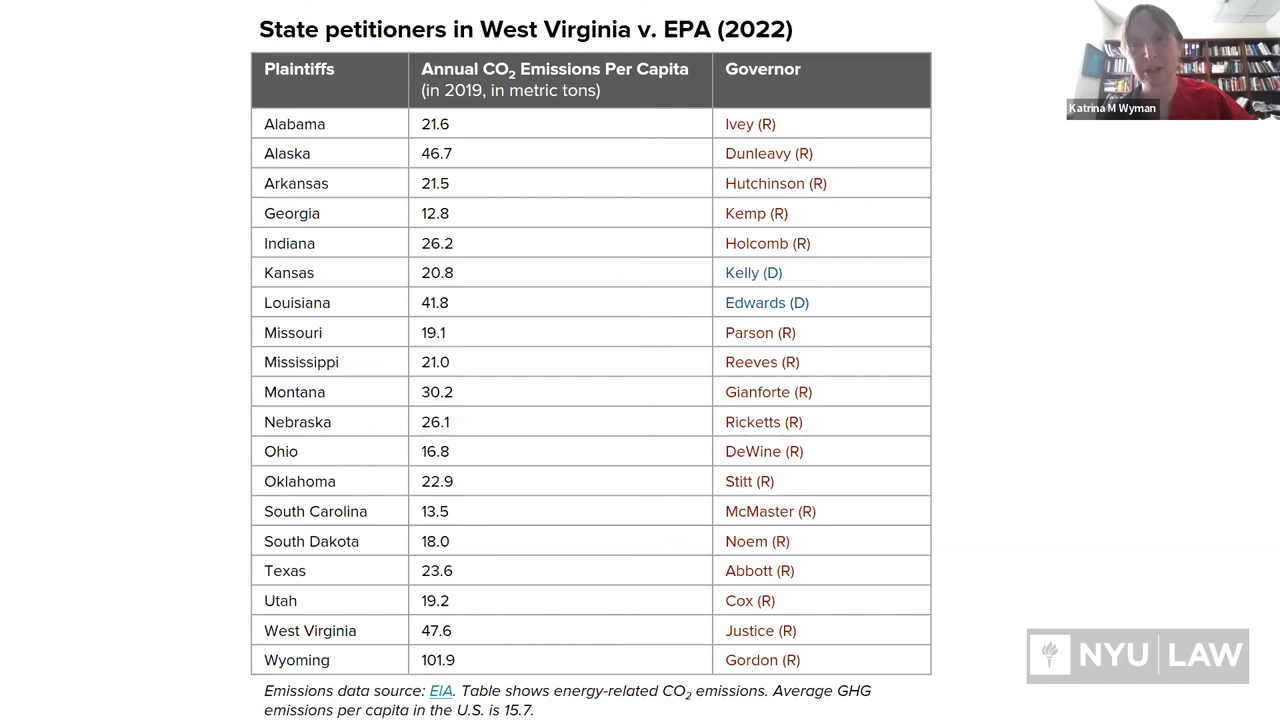 State petitioners in West Virginia v. EPA (2022)
Plaintiffs Annual CO₂ Emissions Per Capita Governor
(in 2019, in metric tons)
Alabama 21.6 Ivey (R)
Alaska 46.7 Dunleavy (R)
Arkansas 21.5 Hutchinson (R)
Georgia 12.8 Kemp (R)
Indiana 26.2 Holcomb (R)
Kansas 20.8 Kelly (D)
Louisiana 41.8 Edwards (D)
Missouri 19.1 Parson (R)
Mississippi 21.0 Reeves (R)
Montana 30.2 Gianforte (R)
Nebraska 26.1 Ricketts (R)
Ohio 16.8 DeWine (R)
Oklahoma 22.9 Stitt (R)
South Carolina 13.5 McMaster (R)
South Dakota 18.0 Noem (R)
Texas 23.6 Abbott (R)
Utah 19.2 Cox (R)
West Virginia 47.6 Justice (R)
Wyoming 101.9 Gordon (R)
Emissions data source: EIA. Table shows energy-related CO₂ emissions. Average GHG
emissions per capita in the U.S. is 15.7.
Katrina M Wyman
NYU LAW